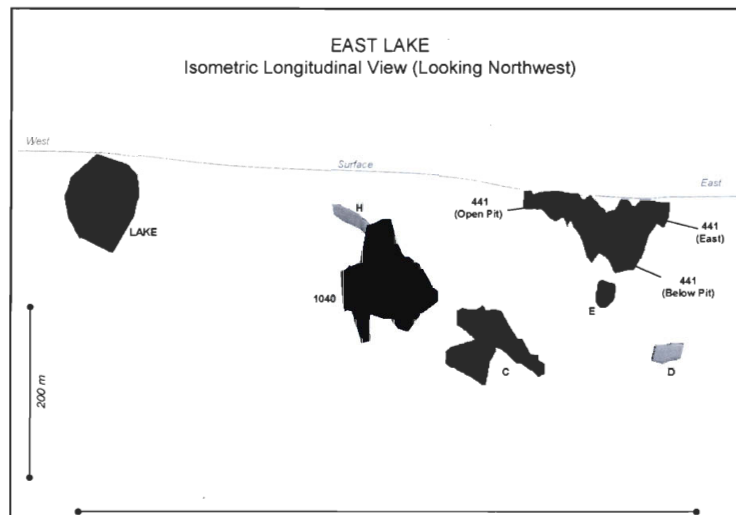 EAST LAKE
Isometric Longitudinal View (Looking Northwest)
West
Surface
East
LAKE
H
441
(Open Pit)
441
(East)
441
(Below Pit)
1040
E
C
D
200 m